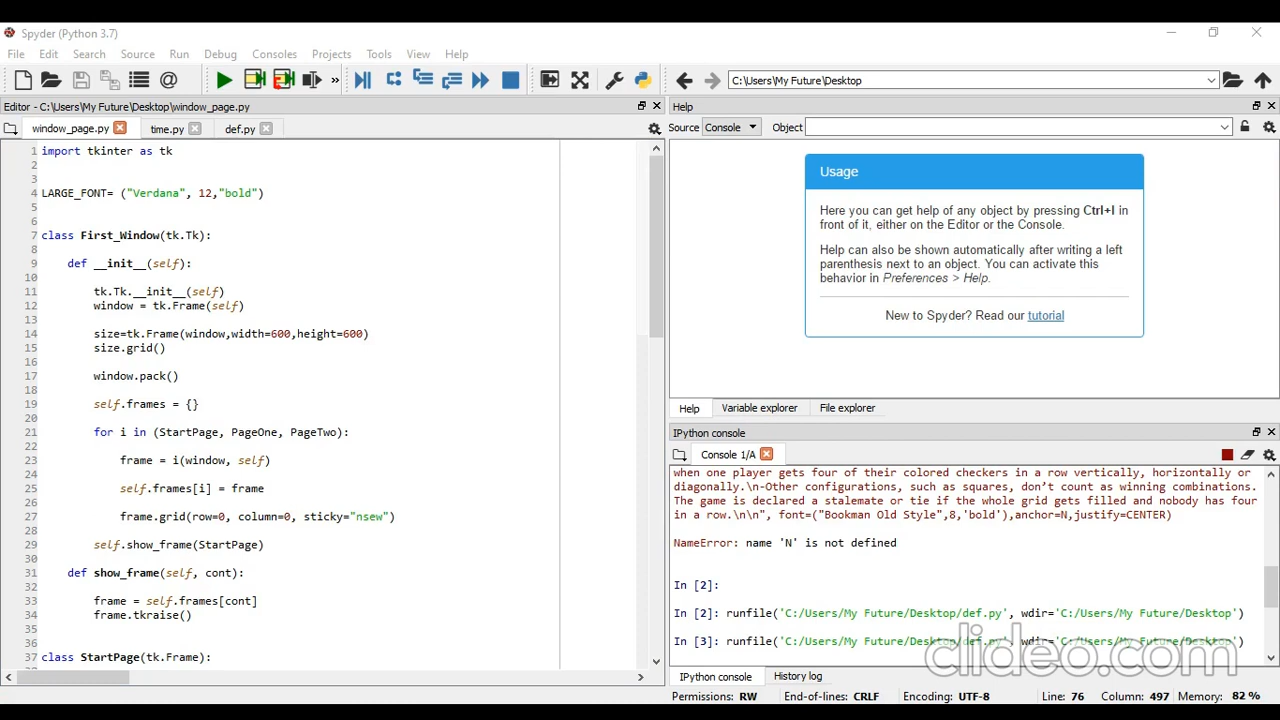 Spyder (Python 3.7)
File Edit Search Source Run Debug Consoles Projects Tools View Help
C:\Users\My Future\Desktop
Editor - C:\Users\My Future\Desktop\window_page.py
window_page.py time.py def.py
1 import tkinter as tk
2
3
4 LARGE_FONT= ("Verdana", 12,"bold")
5
6
7 class First_Window(tk.Tk):
8
9 def __init__(self):
10
11 tk.Tk.__init__(self)
12 window = tk.Frame(self)
13
14 size=tk.Frame(window,width=600,height=600)
15 size.grid()
16
17 window.pack()
18
19 self.frames = {}
20
21 for i in (StartPage, PageOne, PageTwo):
22
23 frame = i(window, self)
24
25 self.frames[i] = frame
26
27 frame.grid(row=0, column=0, sticky="nsew")
28
29 self.show_frame(StartPage)
30
31 def show_frame(self, cont):
32
33 frame = self.frames[cont]
34 frame.tkraise()
35
36
37 class StartPage(tk.Frame):
Help
Source Console Object
Usage
Here you can get help of any object by pressing Ctrl+I in
front of it, either on the Editor or the Console.
Help can also be shown automatically after writing a left
parenthesis next to an object. You can activate this
behavior in Preferences > Help.
New to Spyder? Read our tutorial
Help Variable explorer File explorer
IPython console
Console 1/A
when one player gets four of their colored checkers in a row vertically, horizontally or
diagonally.\n-Other configurations, such as squares, don’t count as winning combinations.
The game is declared a stalemate or tie if the whole grid gets filled and nobody has four
in a row.\n\n", font=("Bookman Old Style",8,'bold'),anchor=N,justify=CENTER)
NameError: name 'N' is not defined
In [2]:
In [2]: runfile('C:/Users/My Future/Desktop/def.py', wdir='C:/Users/My Future/Desktop')
In [3]: runfile('C:/Users/My Future/Desktop/def.py', wdir='C:/Users/My Future/Desktop')
clideo.com
IPython console History log
Permissions: RW End-of-lines: CRLF Encoding: UTF-8 Line: 76 Column: 497 Memory: 82 %